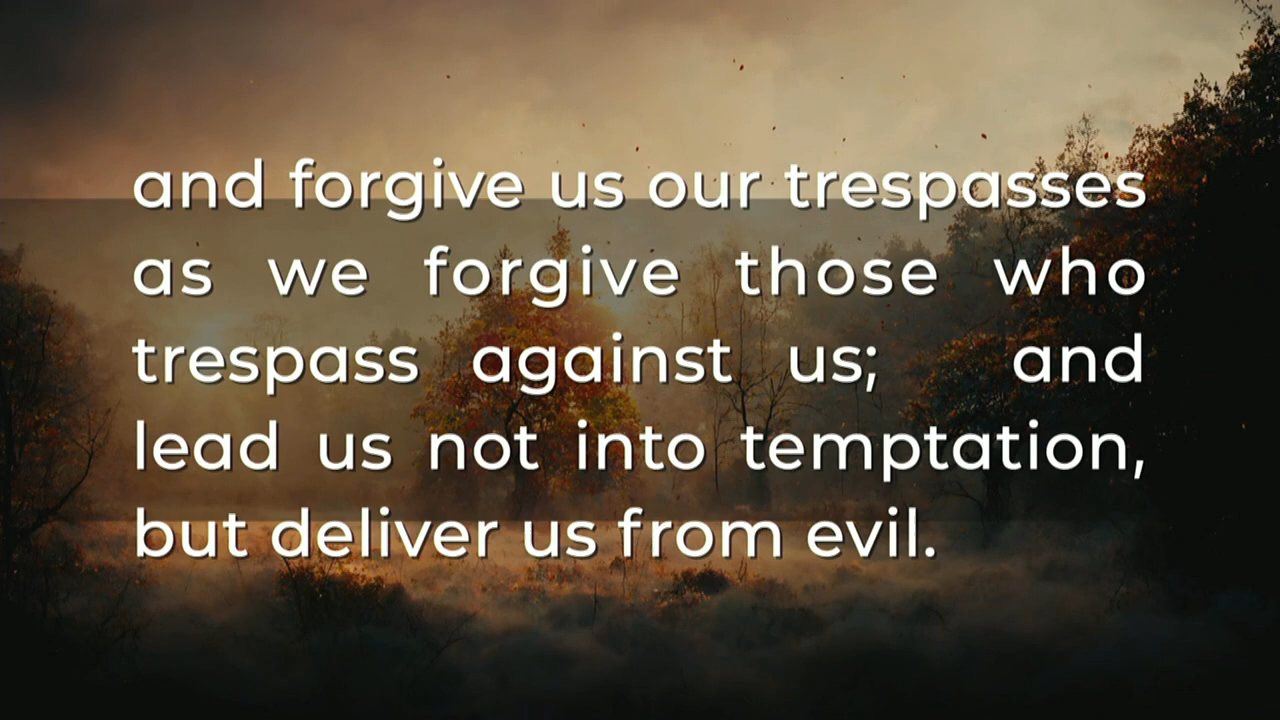 and forgive us our trespasses
as we forgive those who
trespass against us; and
lead us not into temptation,
but deliver us from evil.